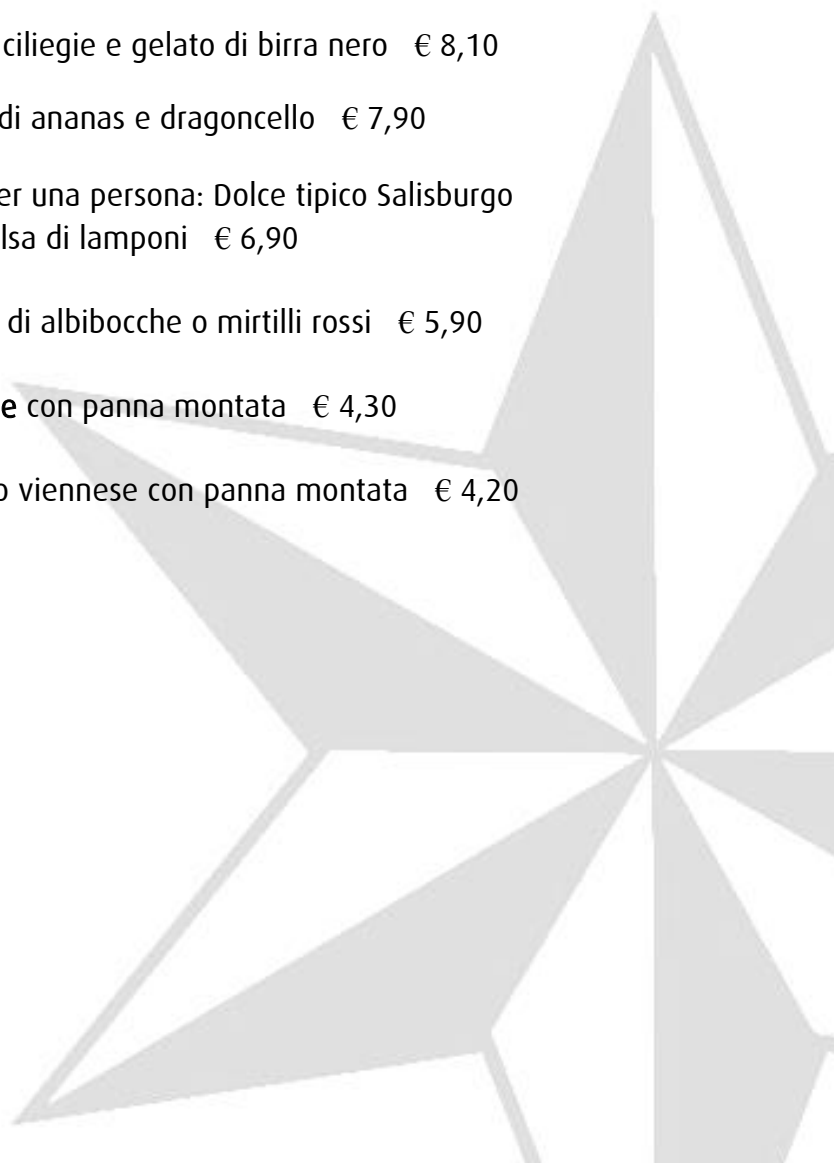 ciliegie e gelato di birra nero € 8,10
di ananas e dragoncello € 7,90
er una persona: Dolce tipico Salisburgo
lsa di lamponi € 6,90
di albibocche o mirtilli rossi € 5,90
e con panna montata € 4,30
o viennese con panna montata € 4,20